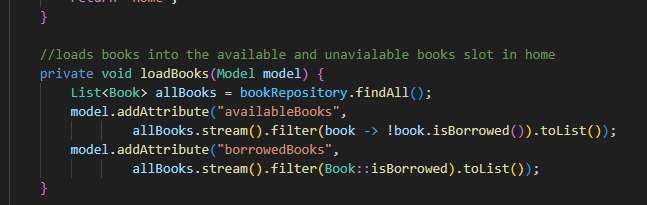 }
//loads books into the available and unavialable books slot in home
private void loadBooks(Model model) {
List<Book> allBooks = bookRepository.findAll();
model.addAttribute("availableBooks",
allBooks.stream().filter(book -> !book.isBorrowed()).toList());
model.addAttribute("borrowedBooks",
allBooks.stream().filter(Book::isBorrowed).toList());
}